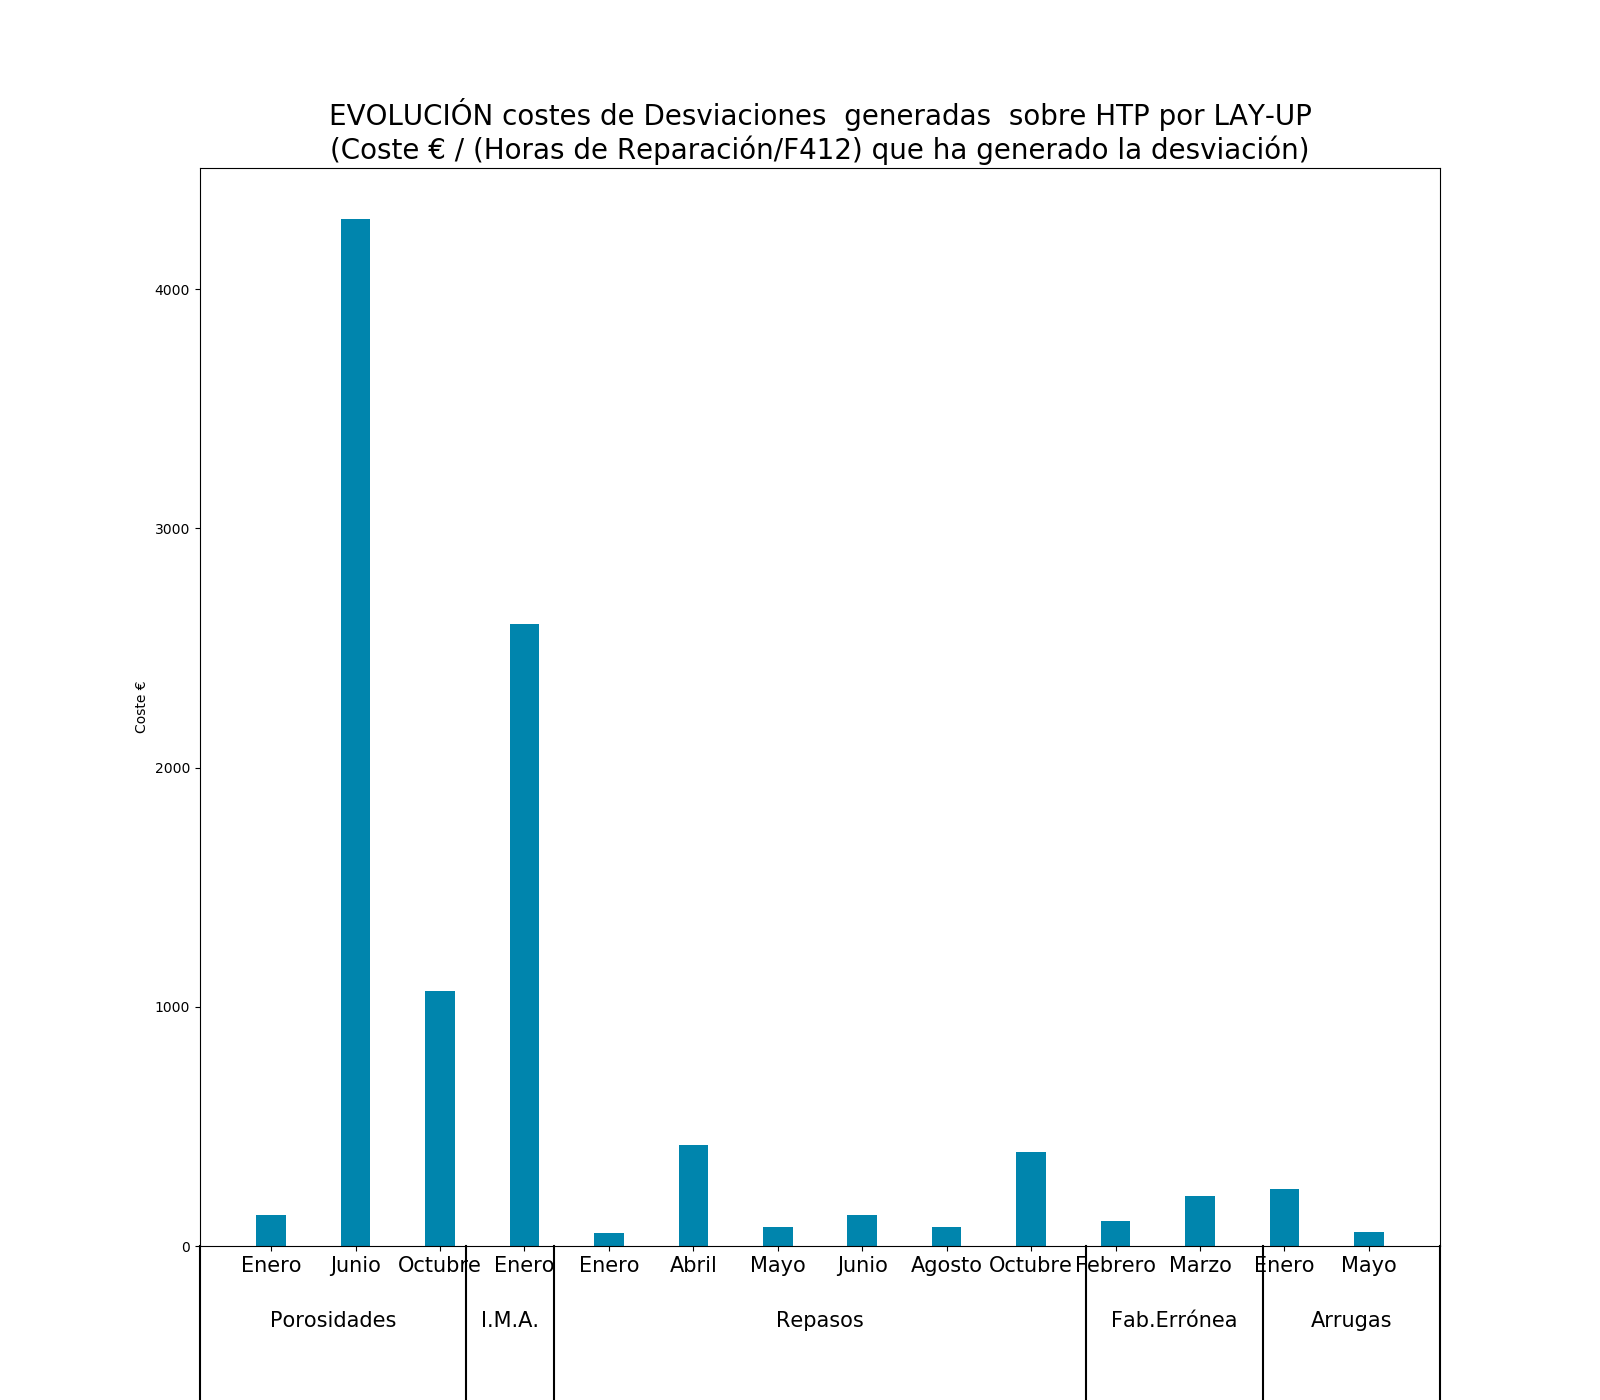 EVOLUCIÓN costes de Desviaciones  generadas  sobre HTP por LAY-UP
(Coste € / (Horas de Reparación/F412) que ha generado la desviación)
4000
3000
2000
1000
0
Coste €
Enero Junio Octubre Enero Enero Abril Mayo Junio Agosto Octubre Febrero Marzo Enero Mayo
Porosidades I.M.A. Repasos Fab.Errónea Arrugas